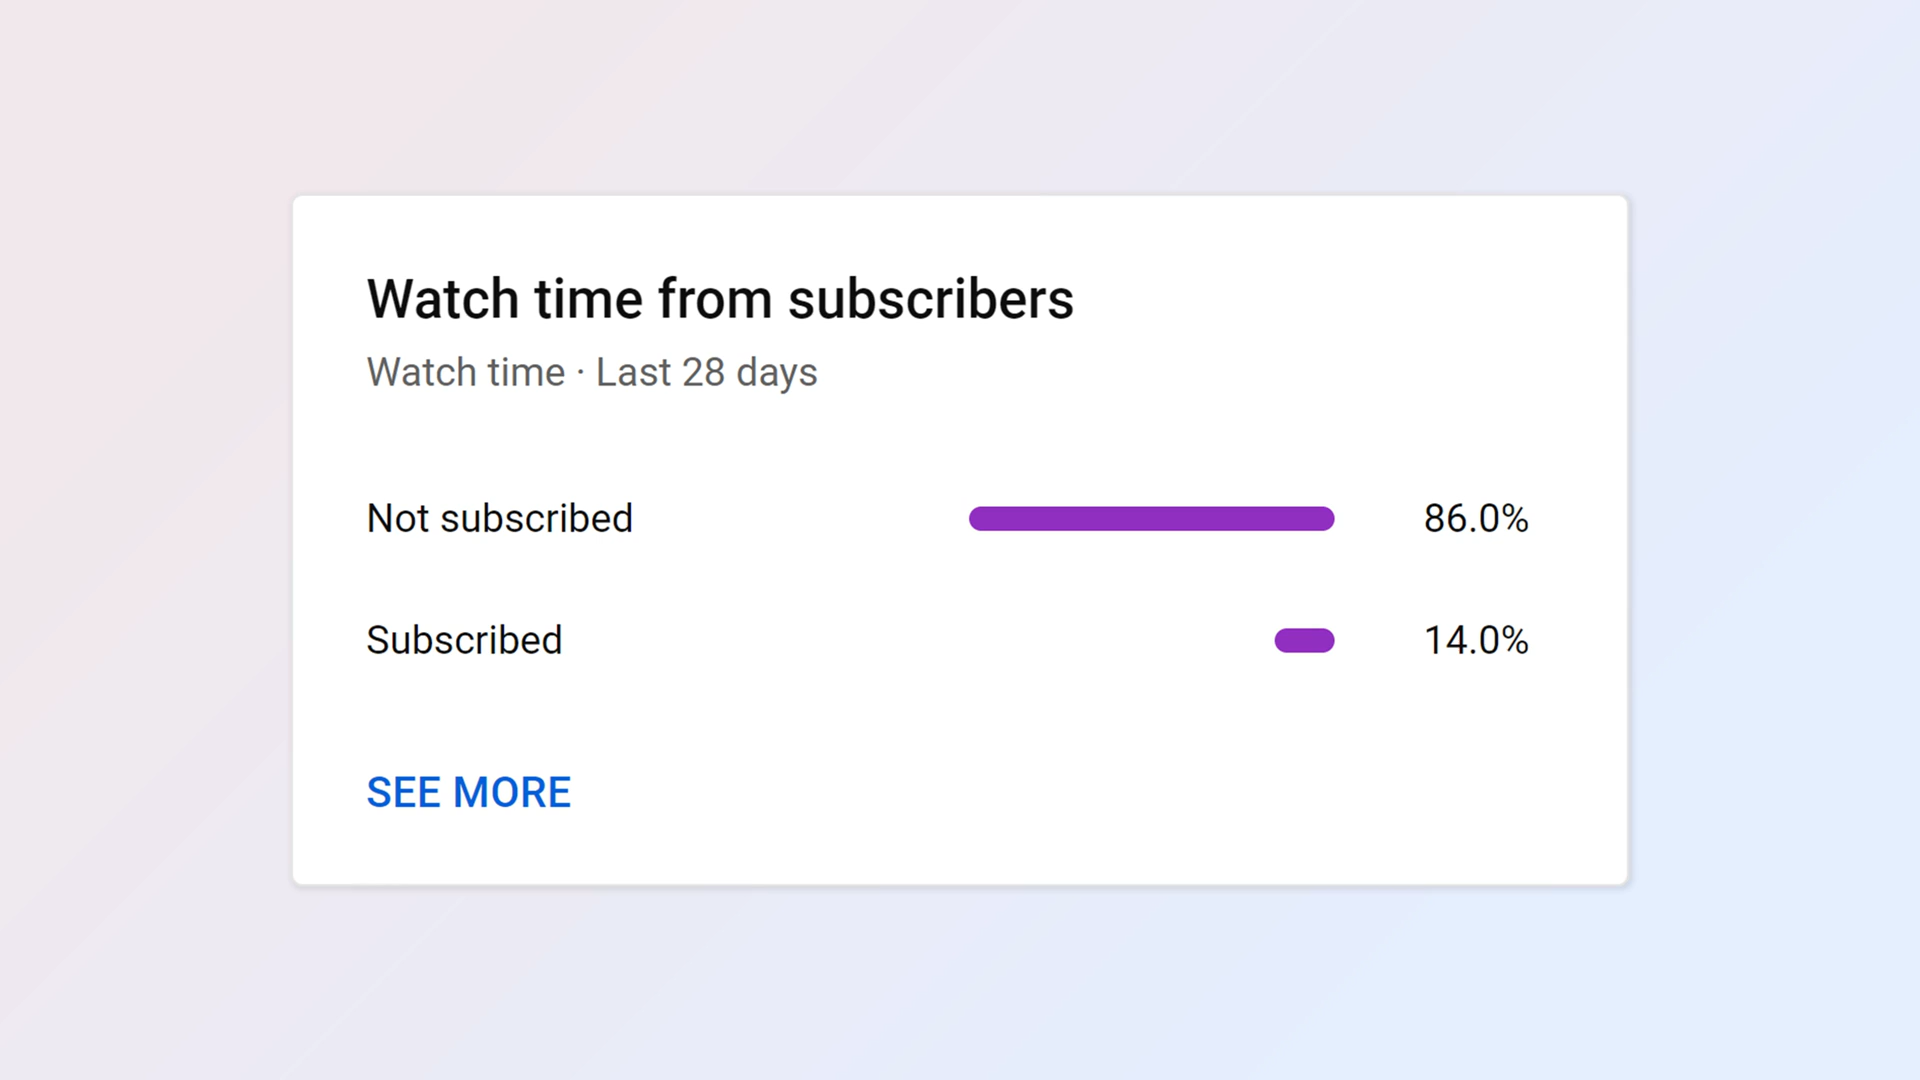 Watch time from subscribers
Watch time · Last 28 days
Not subscribed 86.0%
Subscribed 14.0%
SEE MORE